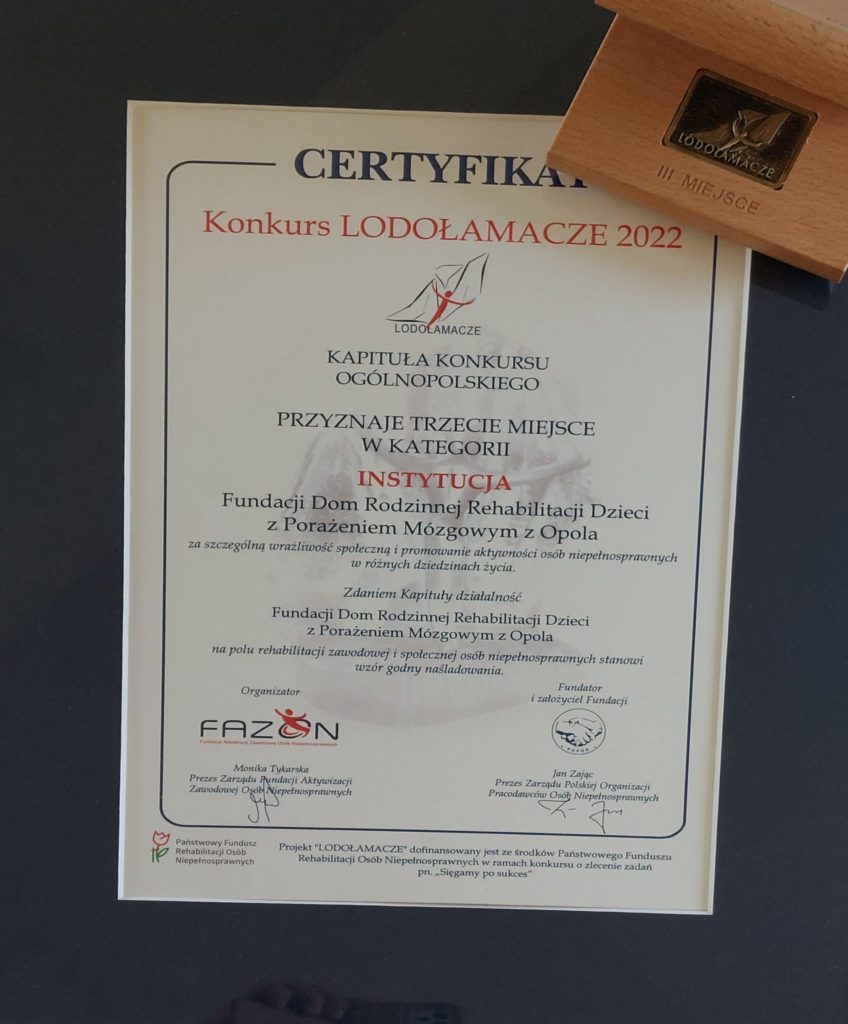 LODOŁAMACZE
III MIEJSCE
CERTYFIKAT
Konkurs LODOŁAMACZE 2022
LODOŁAMACZE
KAPITUŁA KONKURSU
OGÓLNOPOLSKIEGO
PRZYZNAJE TRZECIE MIEJSCE
W KATEGORII
INSTYTUCJA
Fundacji Dom Rodzinnej Rehabilitacji Dzieci
z Porażeniem Mózgowym z Opola
za szczególną wrażliwość społeczną i promowanie aktywności osób niepełnosprawnych
w różnych dziedzinach życia.
Zdaniem Kapituły działalność
Fundacji Dom Rodzinnej Rehabilitacji Dzieci
z Porażeniem Mózgowym z Opola
na polu rehabilitacji zawodowej i społecznej osób niepełnosprawnych stanowi
wzór godny naśladowania.
Organizator
FAZON
Fundacja Aktywizacji Zawodowej Osób Niepełnosprawnych
Monika Tykarska
Prezes Zarządu Fundacji Aktywizacji
Zawodowej Osób Niepełnosprawnych
Fundator
i założyciel Fundacji
Jan Zając
Prezes Zarządu Polskiej Organizacji
Pracodawców Osób Niepełnosprawnych
Państwowy Fundusz
Rehabilitacji Osób
Niepełnosprawnych
Projekt "LODOŁAMACZE" dofinansowany jest ze środków Państwowego Funduszu
Rehabilitacji Osób Niepełnosprawnych w ramach konkursu o zlecenie zadań
pn. „Sięgamy po sukces”